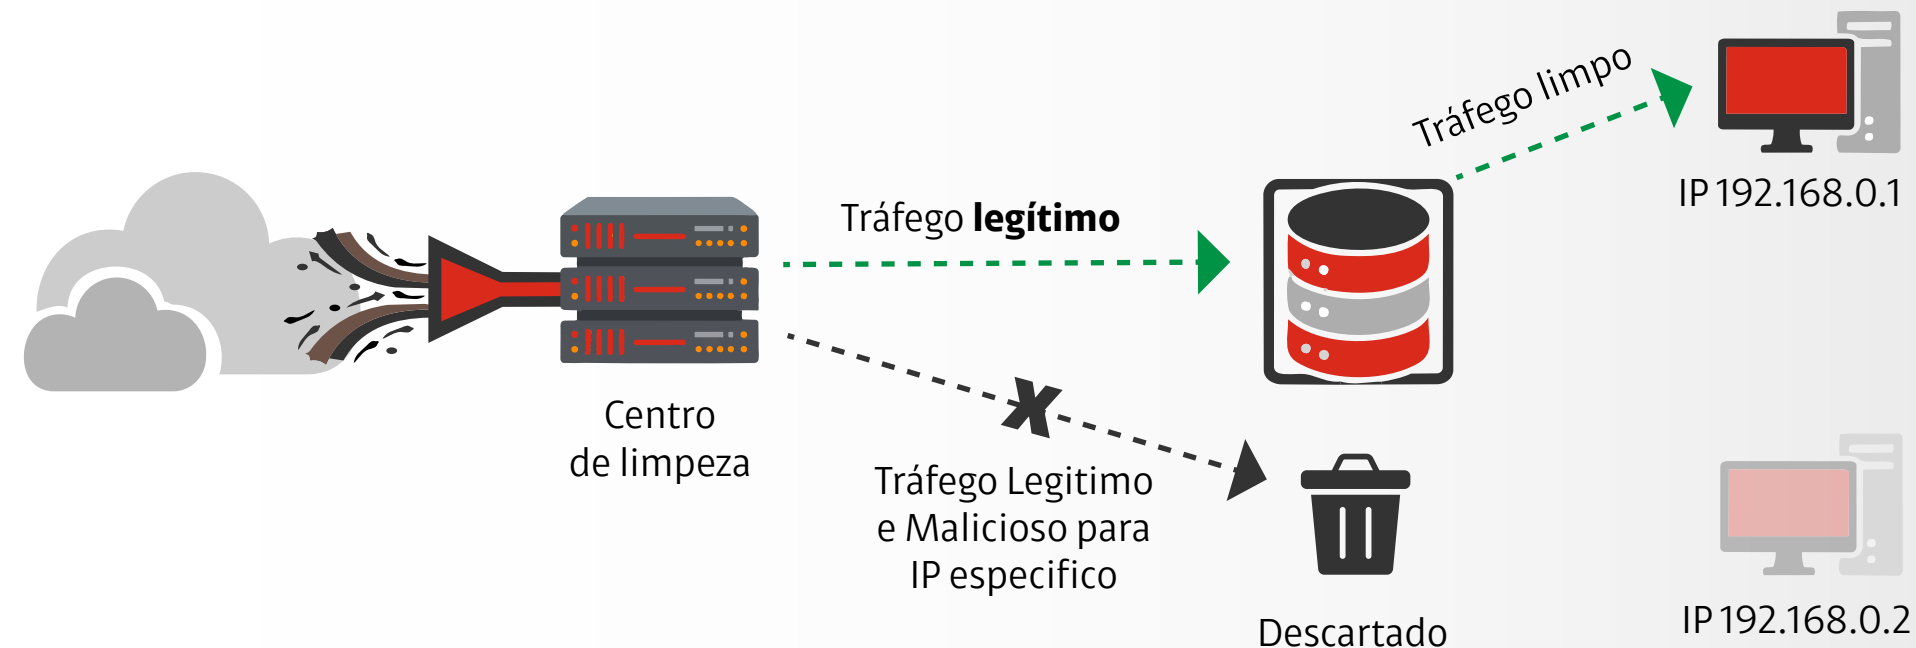 Tráfego limpo
IP 192.168.0.1
Tráfego legítimo
Centro
de limpeza
Tráfego Legitimo
e Malicioso para
IP especifico
Descartado
IP 192.168.0.2